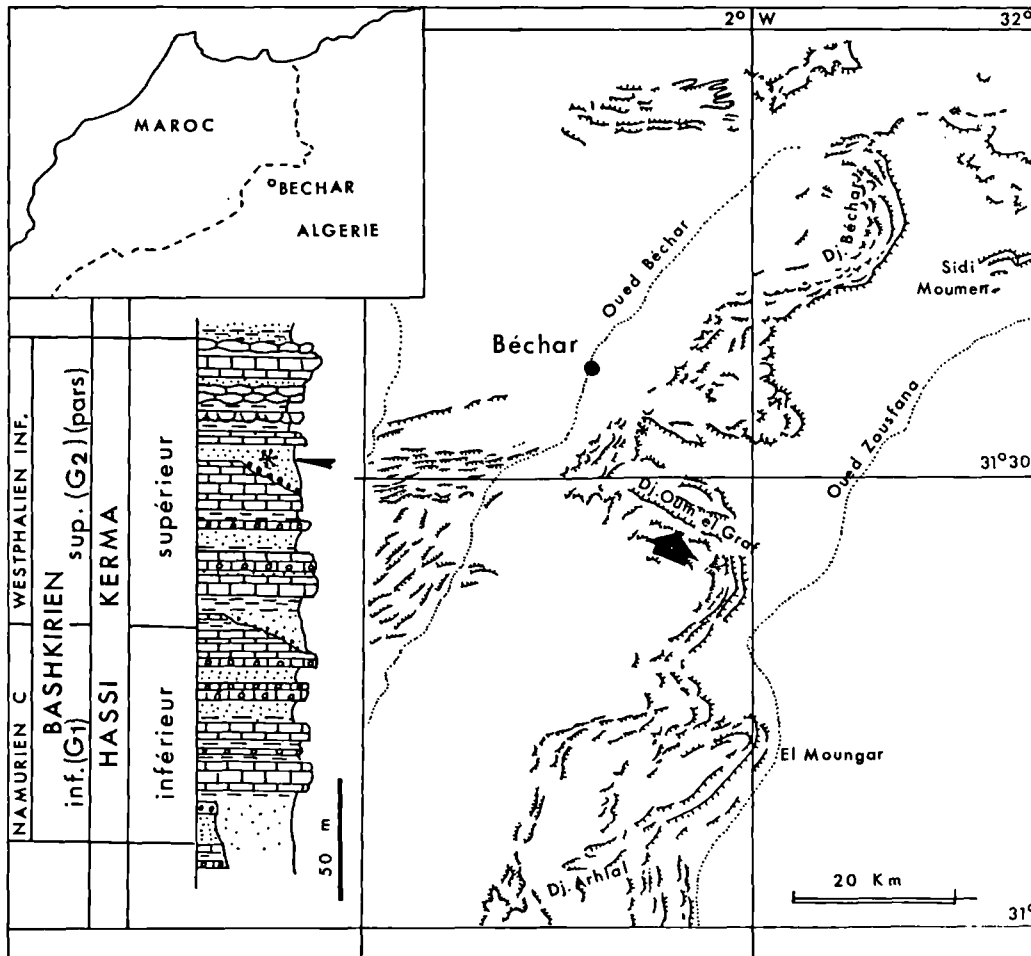 2° W
32°
MAROC
BECHAR
ALGERIE
Oued Béchar
Dj. Béchar
Sidi
Moumen
Béchar
Oued Zousfana
31° 30
Dj. Oum el Graf
El Moungar
Dj. Arhlal
20 Km
31°
NAMURIEN C
WESTPHALIEN INF.
BASHKIRIEN
inf.(G1)
sup. (G2) (pars)
HASSI KERMA
inférieur
supérieur
50 m